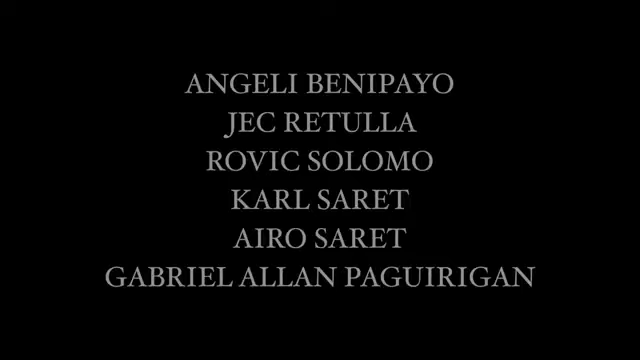 ANGELI BENIPAYO
JEC RETULLA
ROVIC SOLOMO
KARL SARET
AIRO SARET
GABRIEL ALLAN PAGUIRIGAN